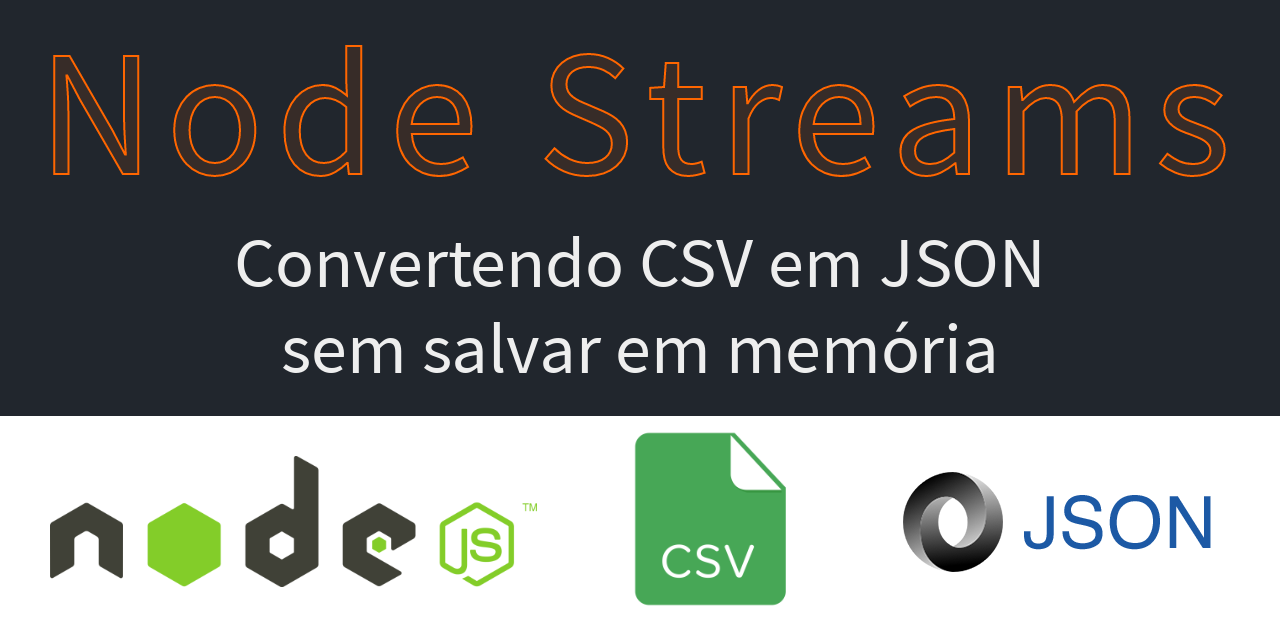 Node Streams
Convertendo CSV em JSON
sem salvar em memória
node JS ™
CSV
JSON